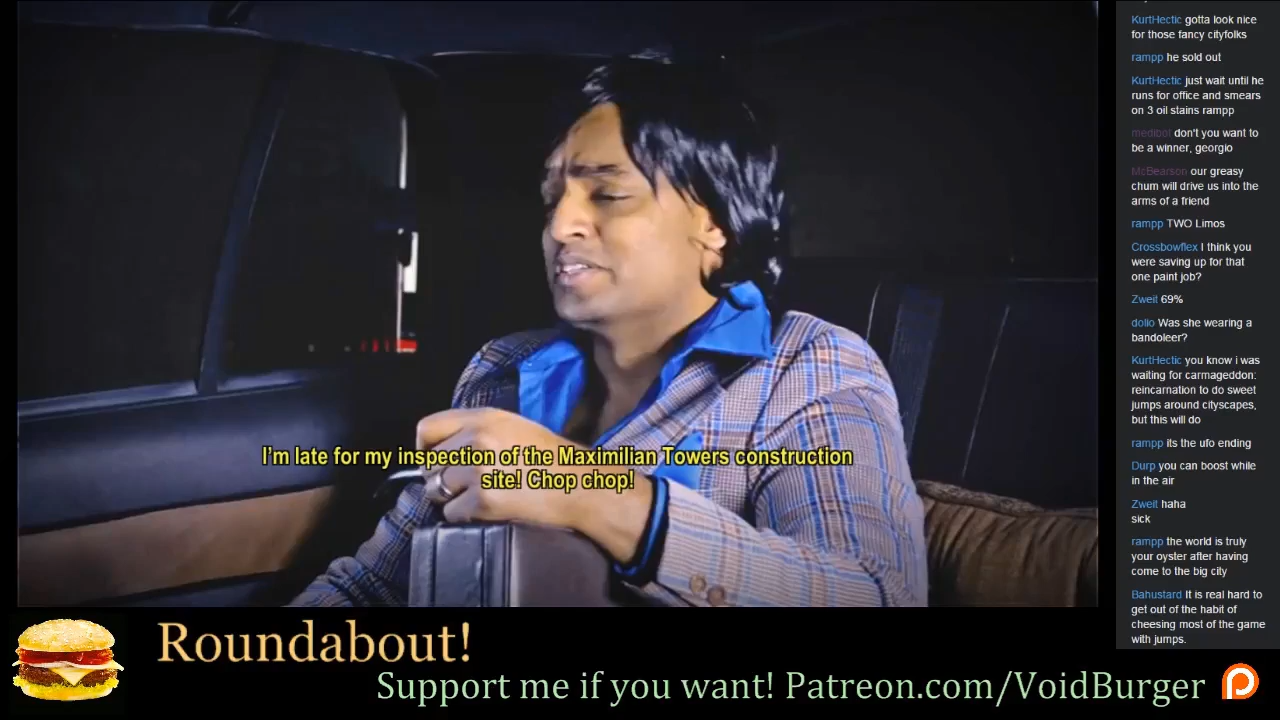 I'm late for my inspection of the Maximilian Towers construction
site! Chop chop!
Roundabout!
Support me if you want! Patreon.com/VoidBurger
KurtHectic gotta look nice
for those fancy cityfolks
rampp he sold out
KurtHectic just wait until he
runs for office and smears
on 3 oil stains rampp
medibot don't you want to
be a winner, georgio
McBearson our greasy
chum will drive us into the
arms of a friend
rampp TWO Limos
Crossbowflex I think you
were saving up for that
one paint job?
Zweit 69%
dolio Was she wearing a
bandoleer?
KurtHectic you know i was
waiting for carmageddon:
reincarnation to do sweet
jumps around cityscapes,
but this will do
rampp its the ufo ending
Durp you can boost while
in the air
Zweit haha
sick
rampp the world is truly
your oyster after having
come to the big city
Bahustard It is real hard to
get out of the habit of
cheesing most of the game
with jumps.